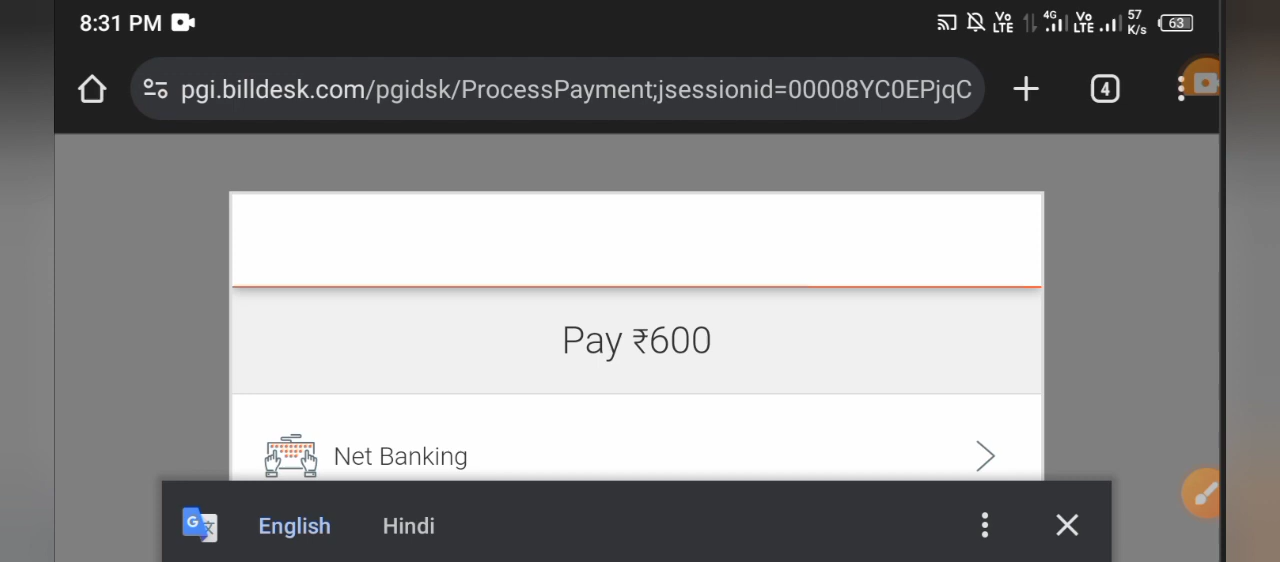 8:31 PM
Vo LTE 4G Vo LTE 57 K/s 63
pgi.billdesk.com/pgidsk/ProcessPayment;jsessionid=00008YC0EPjqC
4
Pay ₹600
Net Banking
G 文
English Hindi